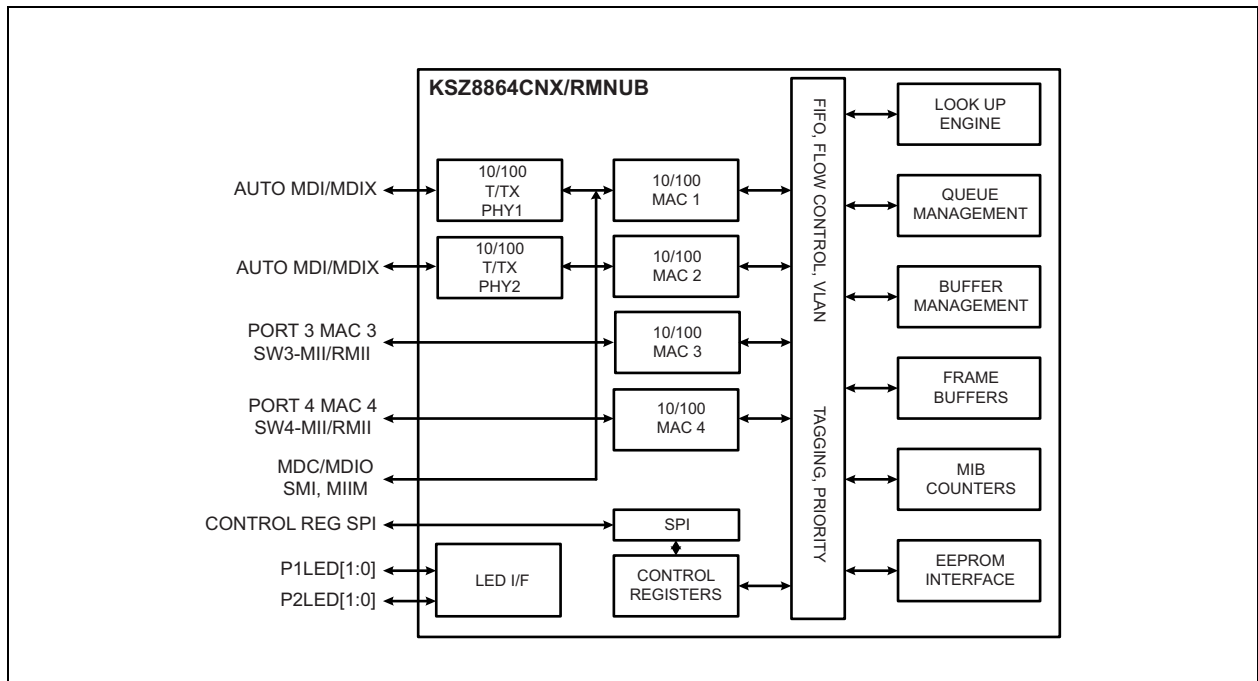 KSZ8864CNX/RMNUB
AUTO MDI/MDIX
10/100
T/TX
PHY1
10/100
MAC 1
AUTO MDI/MDIX
10/100
T/TX
PHY2
10/100
MAC 2
PORT 3 MAC 3
SW3-MII/RMII
10/100
MAC 3
PORT 4 MAC 4
SW4-MII/RMII
10/100
MAC 4
MDC/MDIO
SMI, MIIM
CONTROL REG SPI
SPI
P1LED[1:0]
P2LED[1:0]
LED I/F
CONTROL
REGISTERS
FIFO, FLOW CONTROL, VLAN
TAGGING, PRIORITY
LOOK UP
ENGINE
QUEUE
MANAGEMENT
BUFFER
MANAGEMENT
FRAME
BUFFERS
MIB
COUNTERS
EEPROM
INTERFACE